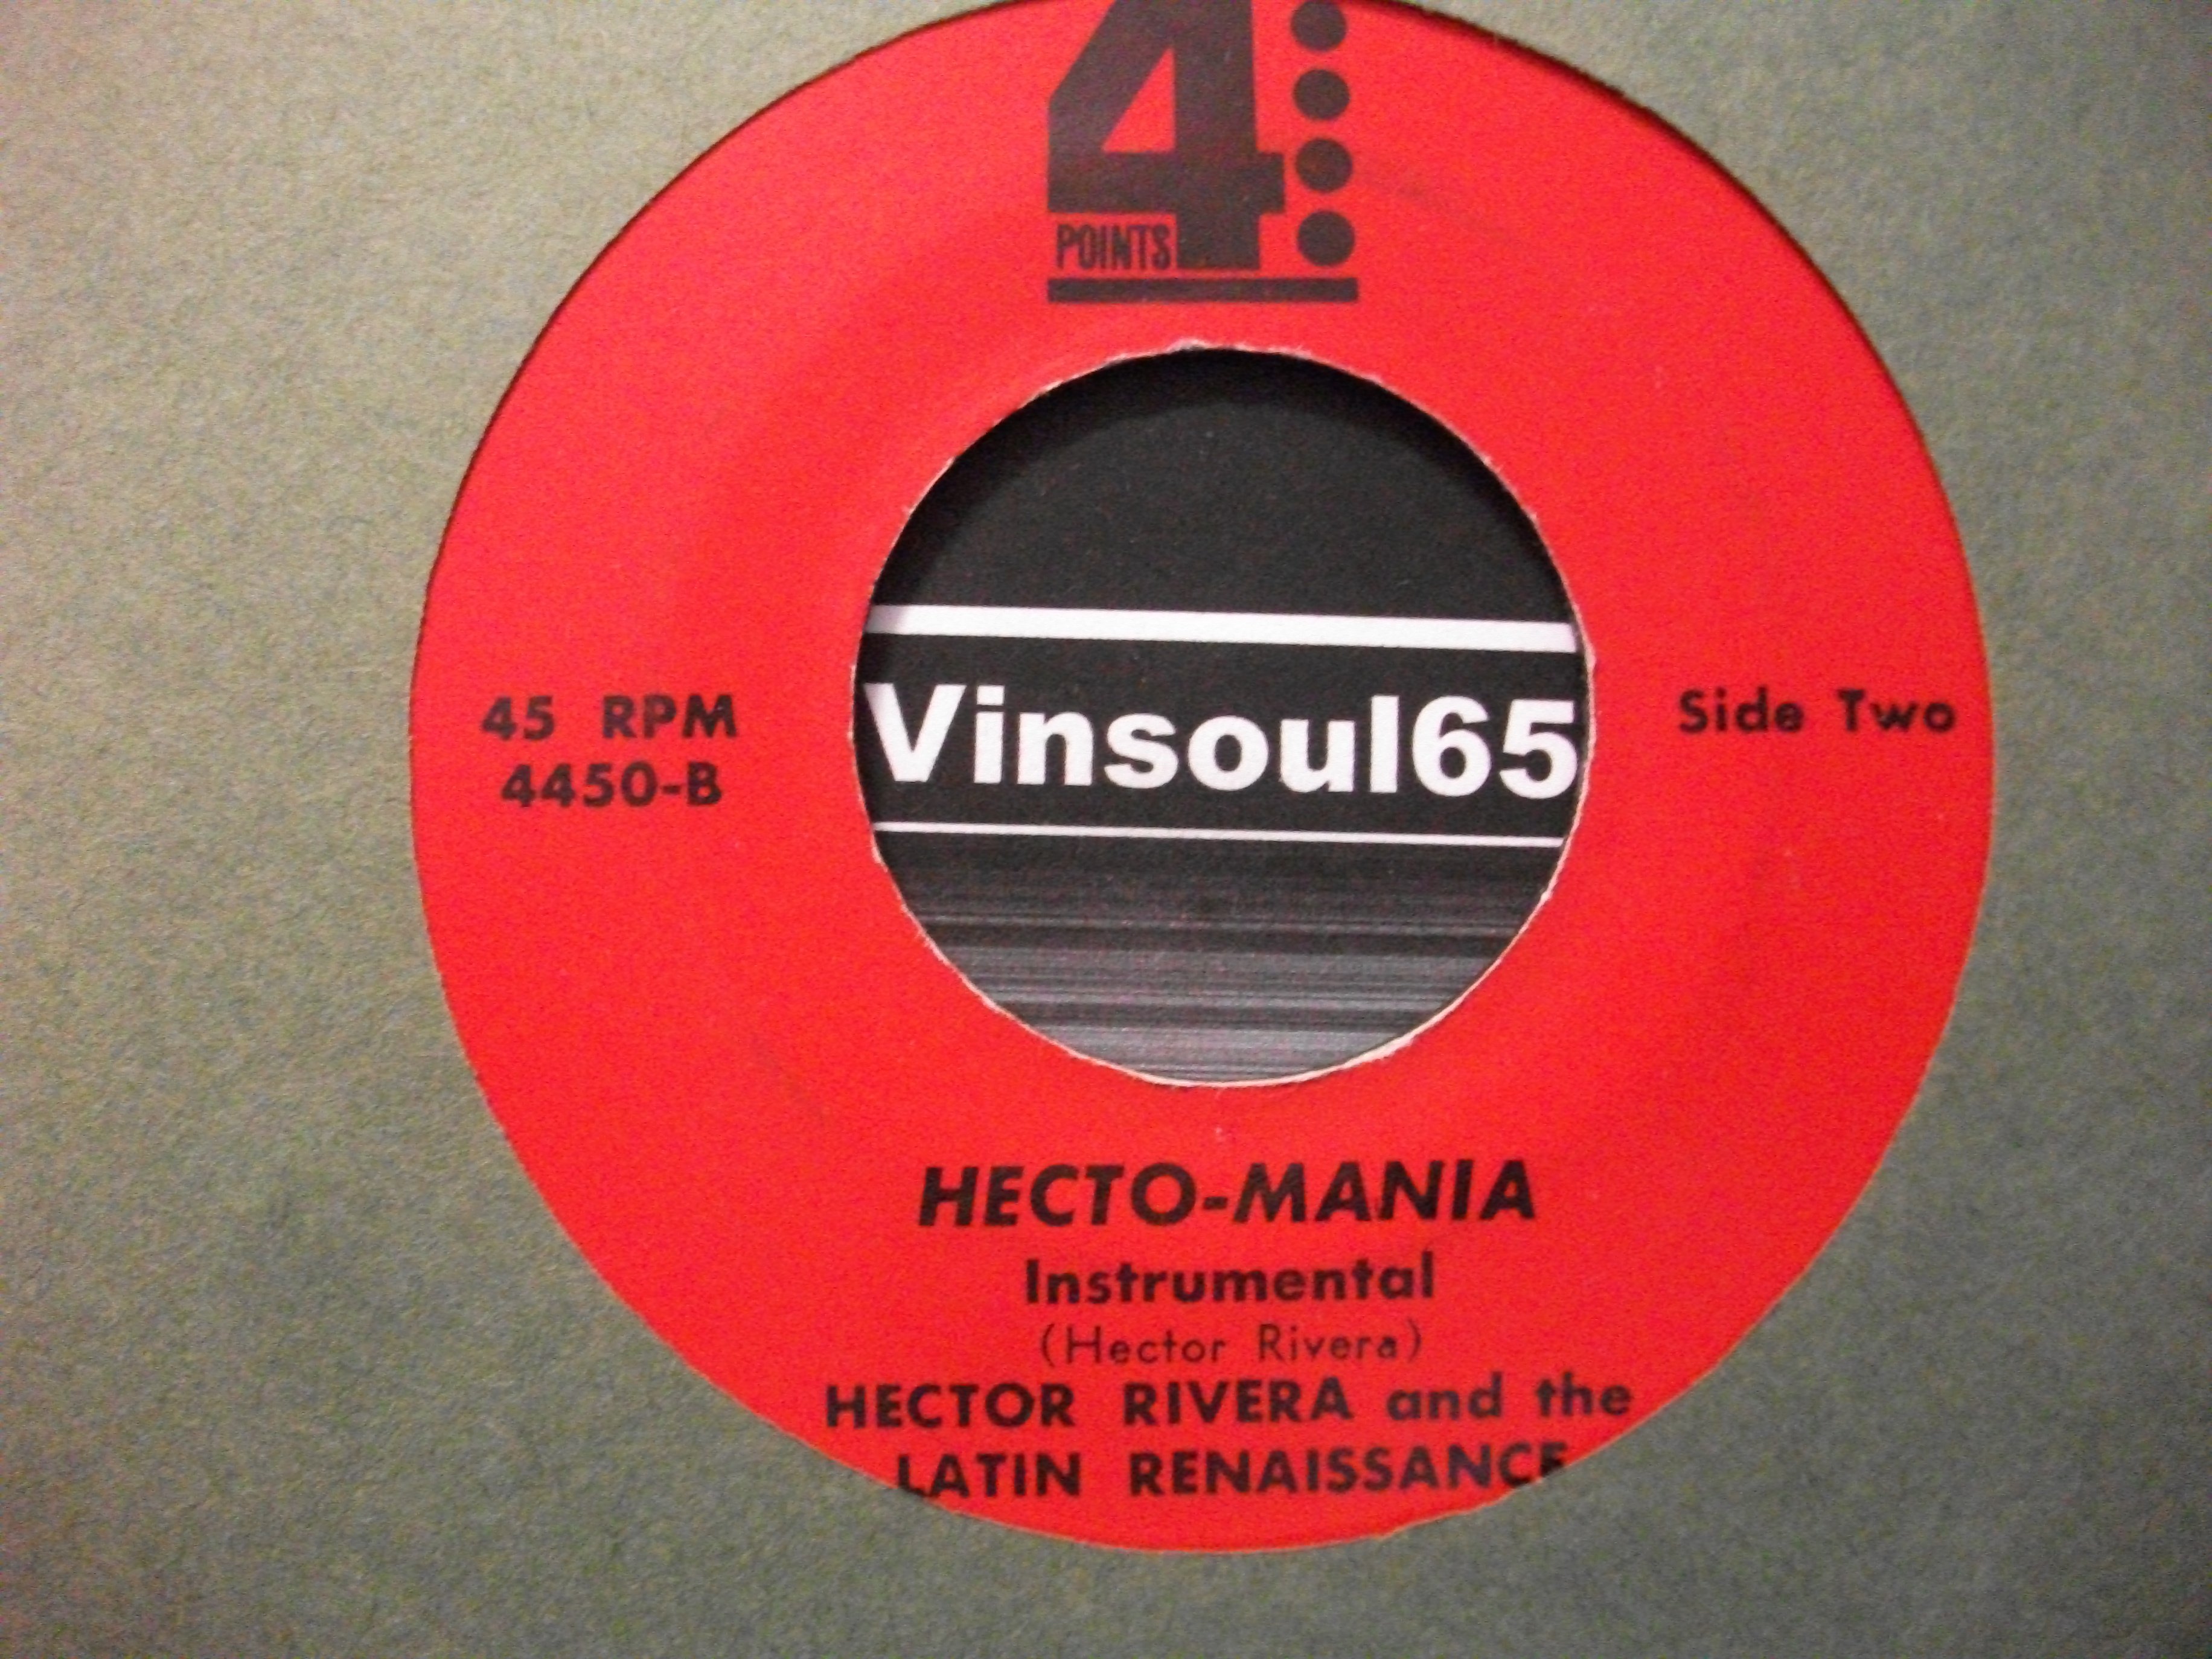 4
POINTS
45 RPM
4450-B
Vinsoul65
Side Two
HECTO-MANIA
Instrumental
(Hector Rivera)
HECTOR RIVERA and the
LATIN RENAISSANCE